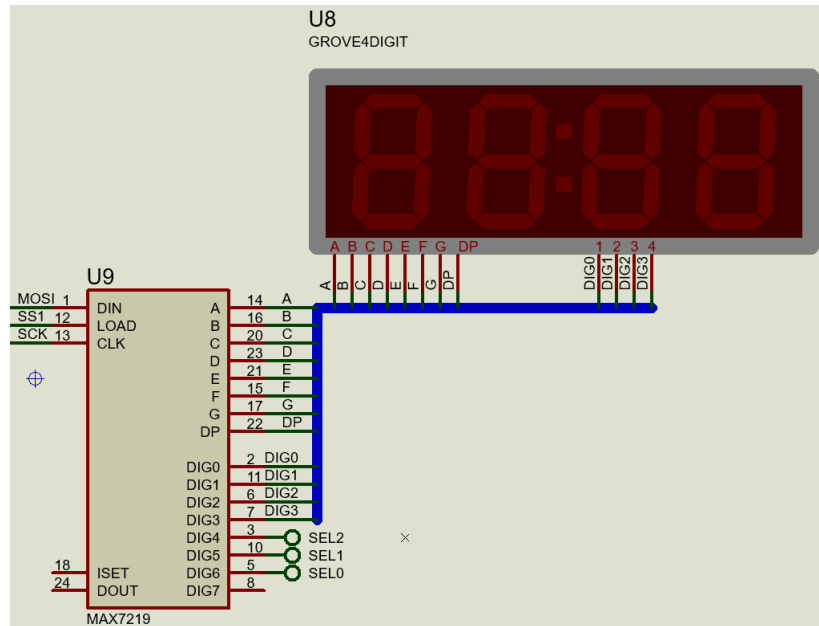 U8
GROVE4DIGIT
A B C D E F G DP 1 2 3 4
A B C D E F G DP DIG0 DIG1 DIG2 DIG3
U9
MOSI 1 DIN A 14 A
SS1 12 LOAD B 16 B
SCK 13 CLK C 20 C
D 23 D
E 21 E
F 15 F
G 17 G
DP 22 DP
DIG0 2 DIG0
DIG1 11 DIG1
DIG2 6 DIG2
DIG3 7 DIG3
DIG4 3 SEL2
DIG5 10 SEL1
18 ISET DIG6 5 SEL0
24 DOUT DIG7 8
MAX7219